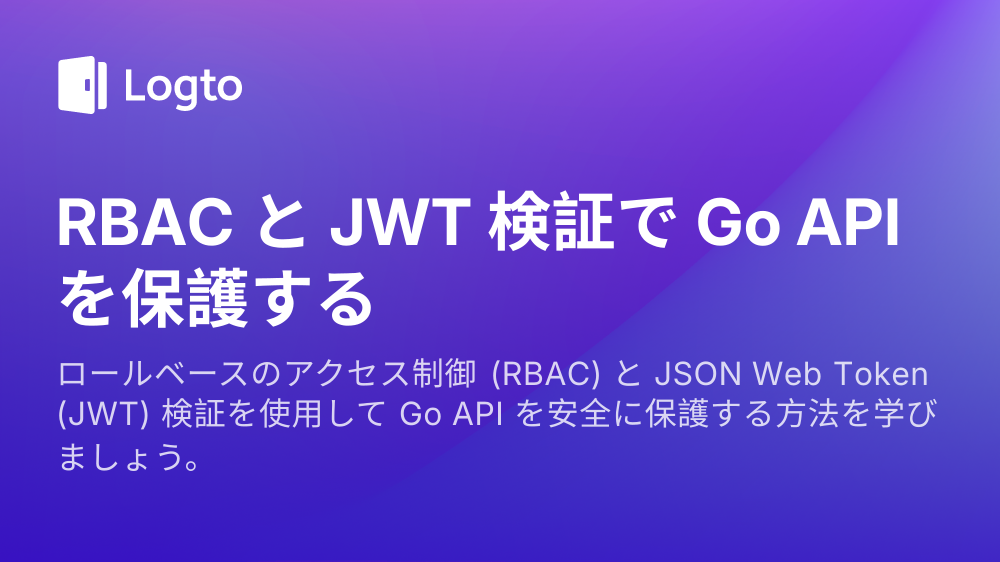 Logto
RBAC と JWT 検証で Go API
を保護する
ロールベースのアクセス制御 (RBAC) と JSON Web Token
(JWT) 検証を使用して Go API を安全に保護する方法を学び
ましょう。